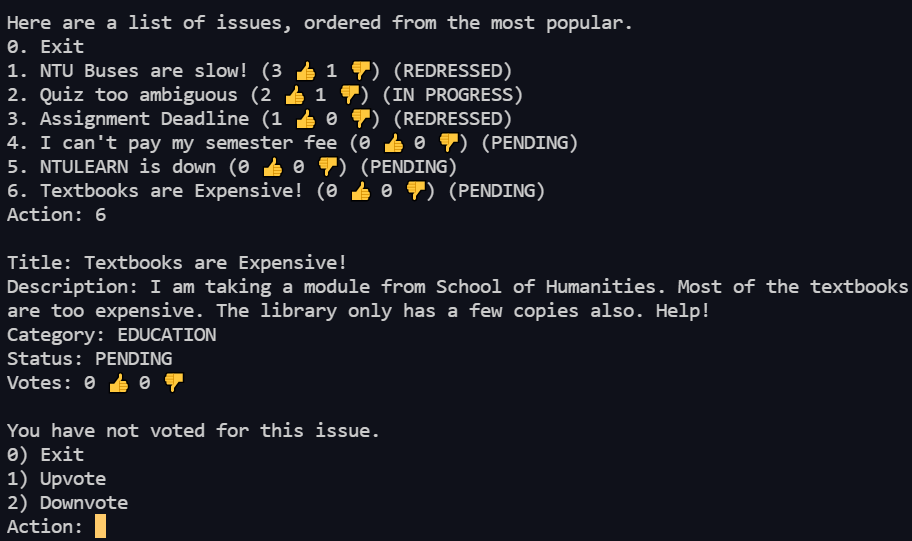 Here are a list of issues, ordered from the most popular.
0. Exit
1. NTU Buses are slow! (3 👍 1 👎) (REDRESSED)
2. Quiz too ambiguous (2 👍 1 👎) (IN PROGRESS)
3. Assignment Deadline (1 👍 0 👎) (REDRESSED)
4. I can't pay my semester fee (0 👍 0 👎) (PENDING)
5. NTULEARN is down (0 👍 0 👎) (PENDING)
6. Textbooks are Expensive! (0 👍 0 👎) (PENDING)
Action: 6
Title: Textbooks are Expensive!
Description: I am taking a module from School of Humanities. Most of the textbooks
are too expensive. The library only has a few copies also. Help!
Category: EDUCATION
Status: PENDING
Votes: 0 👍 0 👎
You have not voted for this issue.
0) Exit
1) Upvote
2) Downvote
Action: